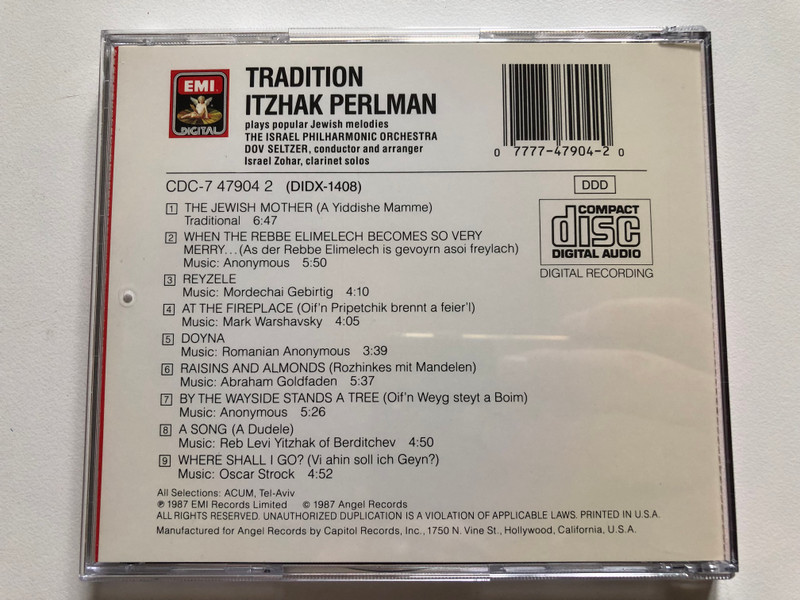 EMI
DIGITAL
TRADITION
ITZHAK PERLMAN
plays popular Jewish melodies
THE ISRAEL PHILHARMONIC ORCHESTRA
DOV SELTZER, conductor and arranger
Israel Zohar, clarinet solos
0 7777-47904-2 0
CDC-7 47904 2 (DIDX-1408)
DDD
1 THE JEWISH MOTHER (A Yiddishe Mamme)
Traditional 6:47
2 WHEN THE REBBE ELIMELECH BECOMES SO VERY
MERRY...(As der Rebbe Elimelech is gevoyrn asoi freylach)
Music: Anonymous 5:50
3 REYZELE
Music: Mordechai Gebirtig 4:10
4 AT THE FIREPLACE (Oif'n Pripetchik brennt a feier'l)
Music: Mark Warshavsky 4:05
5 DOYNA
Music: Romanian Anonymous 3:39
6 RAISINS AND ALMONDS (Rozhinkes mit Mandelen)
Music: Abraham Goldfaden 5:37
7 BY THE WAYSIDE STANDS A TREE (Oif'n Weyg steyt a Boim)
Music: Anonymous 5:26
8 A SONG (A Dudele)
Music: Reb Levi Yitzhak of Berditchev 4:50
9 WHERE SHALL I GO? (Vi ahin soll ich Geyn?)
Music: Oscar Strock 4:52
COMPACT
disc
DIGITAL AUDIO
DIGITAL RECORDING
All Selections: ACUM, Tel-Aviv
℗ 1987 EMI Records Limited © 1987 Angel Records
ALL RIGHTS RESERVED. UNAUTHORIZED DUPLICATION IS A VIOLATION OF APPLICABLE LAWS. PRINTED IN U.S.A.
Manufactured for Angel Records by Capitol Records, Inc., 1750 N. Vine St., Hollywood, California, U.S.A.